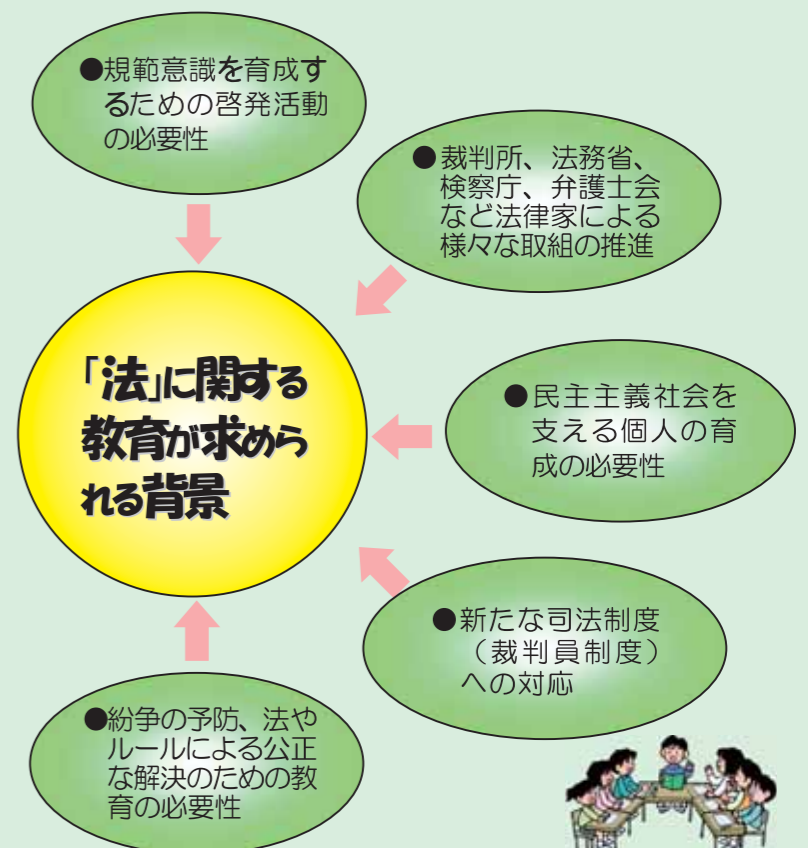 ●規範意識を育成す
るための啓発活動
の必要性
●裁判所、法務省、
検察庁、弁護士会
など法律家による
様々な取組の推進
「法」に関する
教育が求めら
れる背景
●民主主義社会を
支える個人の育
成の必要性
●新たな司法制度
（裁判員制度）
への対応
●紛争の予防、法や
ルールによる公正
な解決のための教
育の必要性